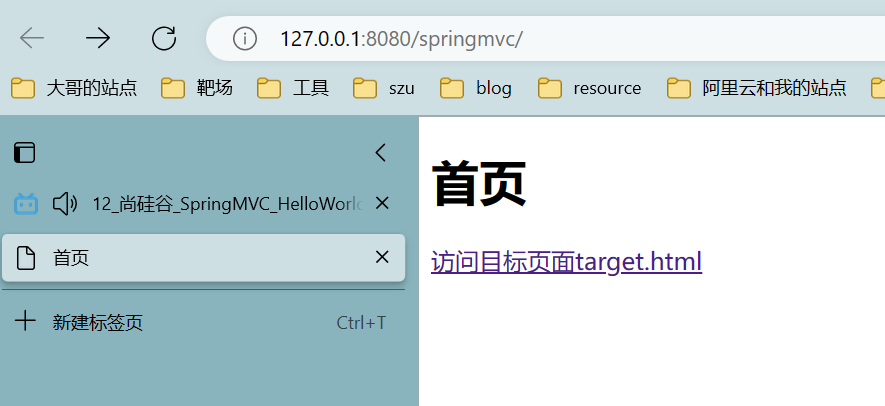 127.0.0.1:8080/springmvc/
大哥的站点 靶场 工具 szu blog resource 阿里云和我的站点
12_尚硅谷_SpringMVC_HelloWorld
首页
新建标签页 Ctrl+T
首页
访问目标页面target.html